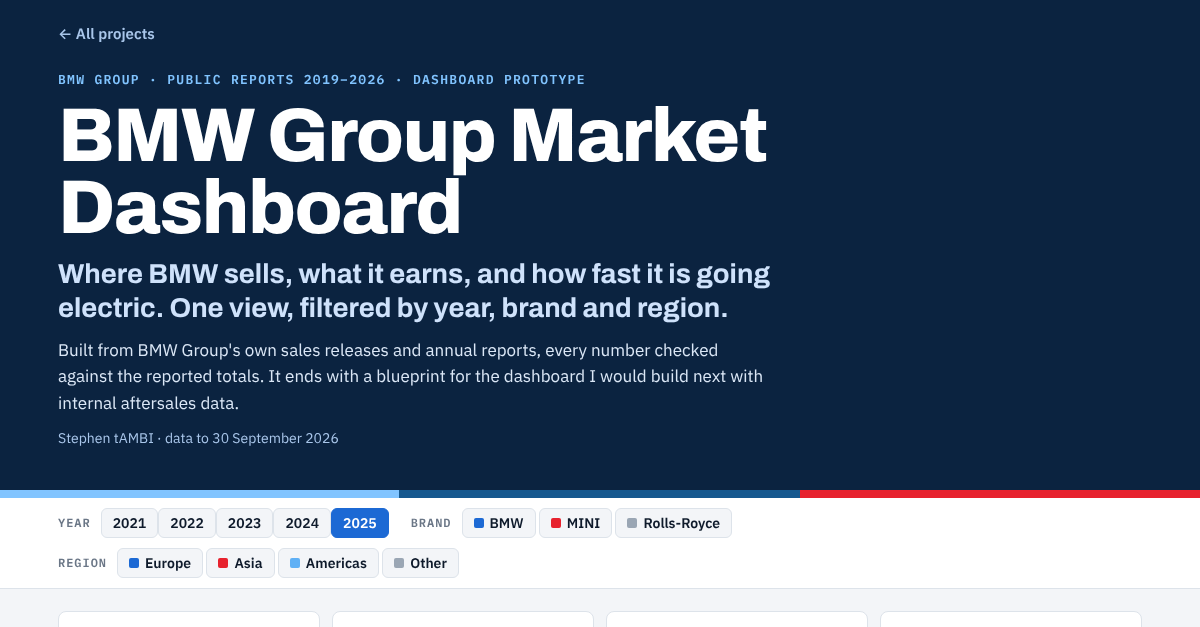 ← All projects
BMW GROUP · PUBLIC REPORTS 2019–2026 · DASHBOARD PROTOTYPE
BMW Group Market
Dashboard
Where BMW sells, what it earns, and how fast it is going
electric. One view, filtered by year, brand and region.
Built from BMW Group's own sales releases and annual reports, every number checked
against the reported totals. It ends with a blueprint for the dashboard I would build next with
internal aftersales data.
Stephen tAMBI · data to 30 September 2026
YEAR 2021 2022 2023 2024 2025 BRAND BMW MINI Rolls-Royce
REGION Europe Asia Americas Other